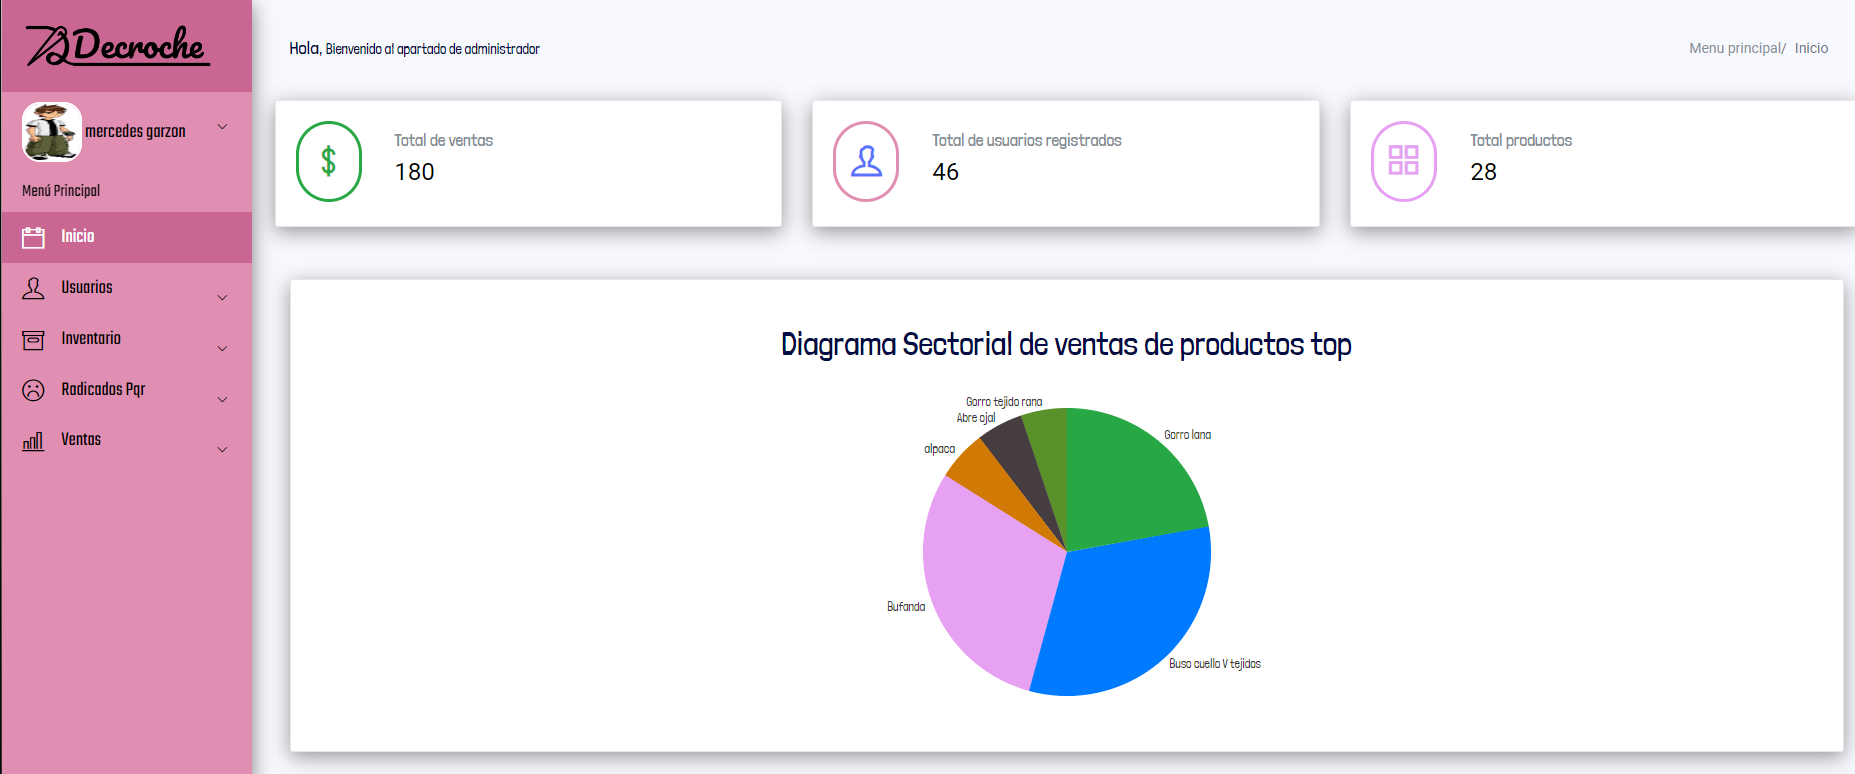 Decroche
mercedes garzon
Menú Principal
Inicio
Usuarios
Inventario
Radicados Pqr
Ventas
Hola, Bienvenido al apartado de administrador
Menu principal/ Inicio
Total de ventas
180
Total de usuarios registrados
46
Total productos
28
Diagrama Sectorial de ventas de productos top
Gorro tejido rana
Abre ojal
Gorro lana
alpaca
Bufanda
Buso cuello V tejidos